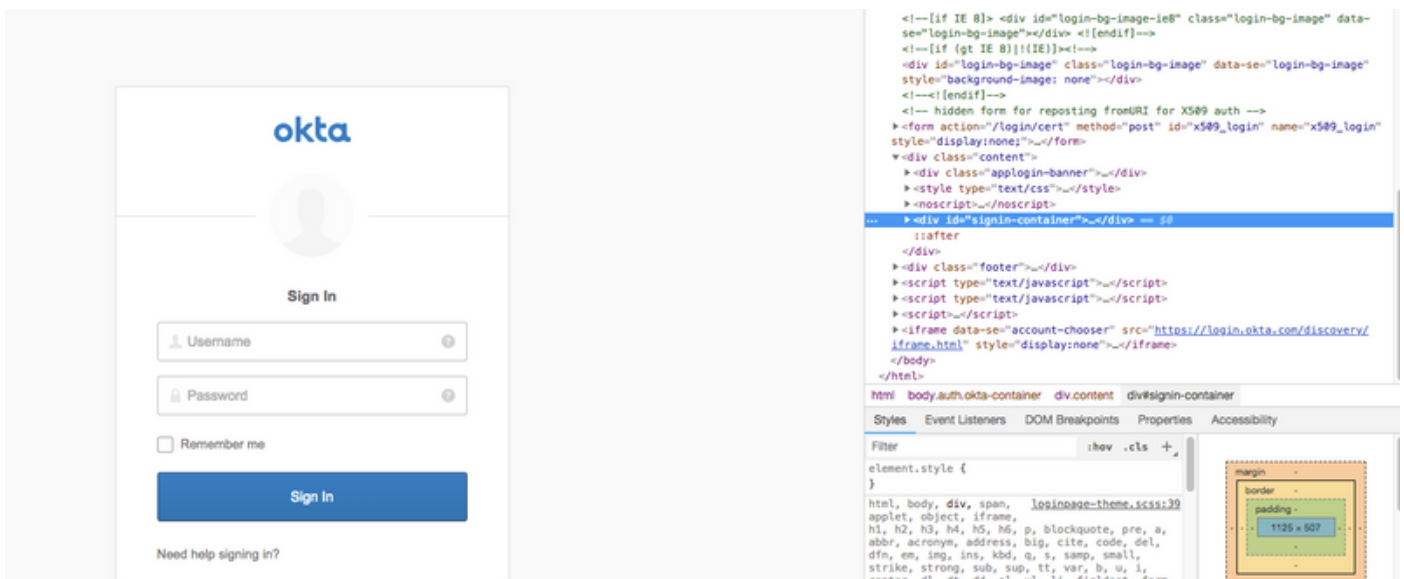 okta
Sign In
Username
Password
Remember me
Sign In
Need help signing in?
<!--[if IE 8]> <div id="login-bg-image-ie8" class="login-bg-image" data-
se="login-bg-image"></div> <![endif]-->
<!--[if (gt IE 8)|!(IE)]><!-->
<div id="login-bg-image" class="login-bg-image" data-se="login-bg-image"
style="background-image: none"></div>
<!--<![endif]-->
<!-- hidden form for reposting fromURI for X509 auth -->
▶<form action="/login/cert" method="post" id="x509_login" name="x509_login"
style="display:none;">…</form>
▼<div class="content">
▶<div class="applogin-banner">…</div>
▶<style type="text/css">…</style>
▶<noscript>…</noscript>
… ▶<div id="signin-container">…</div> == $0
::after
</div>
▶<div class="footer">…</div>
▶<script type="text/javascript">…</script>
▶<script type="text/javascript">…</script>
▶<script>…</script>
▶<iframe data-se="account-chooser" src="https://login.okta.com/discovery/
iframe.html" style="display:none">…</iframe>
</body>
</html>
html body.auth.okta-container div.content div#signin-container
Styles Event Listeners DOM Breakpoints Properties Accessibility
Filter :hov .cls +
element.style {
}
html, body, div, span, loginpage-theme.scss:39
applet, object, iframe,
h1, h2, h3, h4, h5, h6, p, blockquote, pre, a,
abbr, acronym, address, big, cite, code, del,
dfn, em, img, ins, kbd, q, s, samp, small,
strike, strong, sub, sup, tt, var, b, u, i,
margin -
border -
padding -
1125 × 507